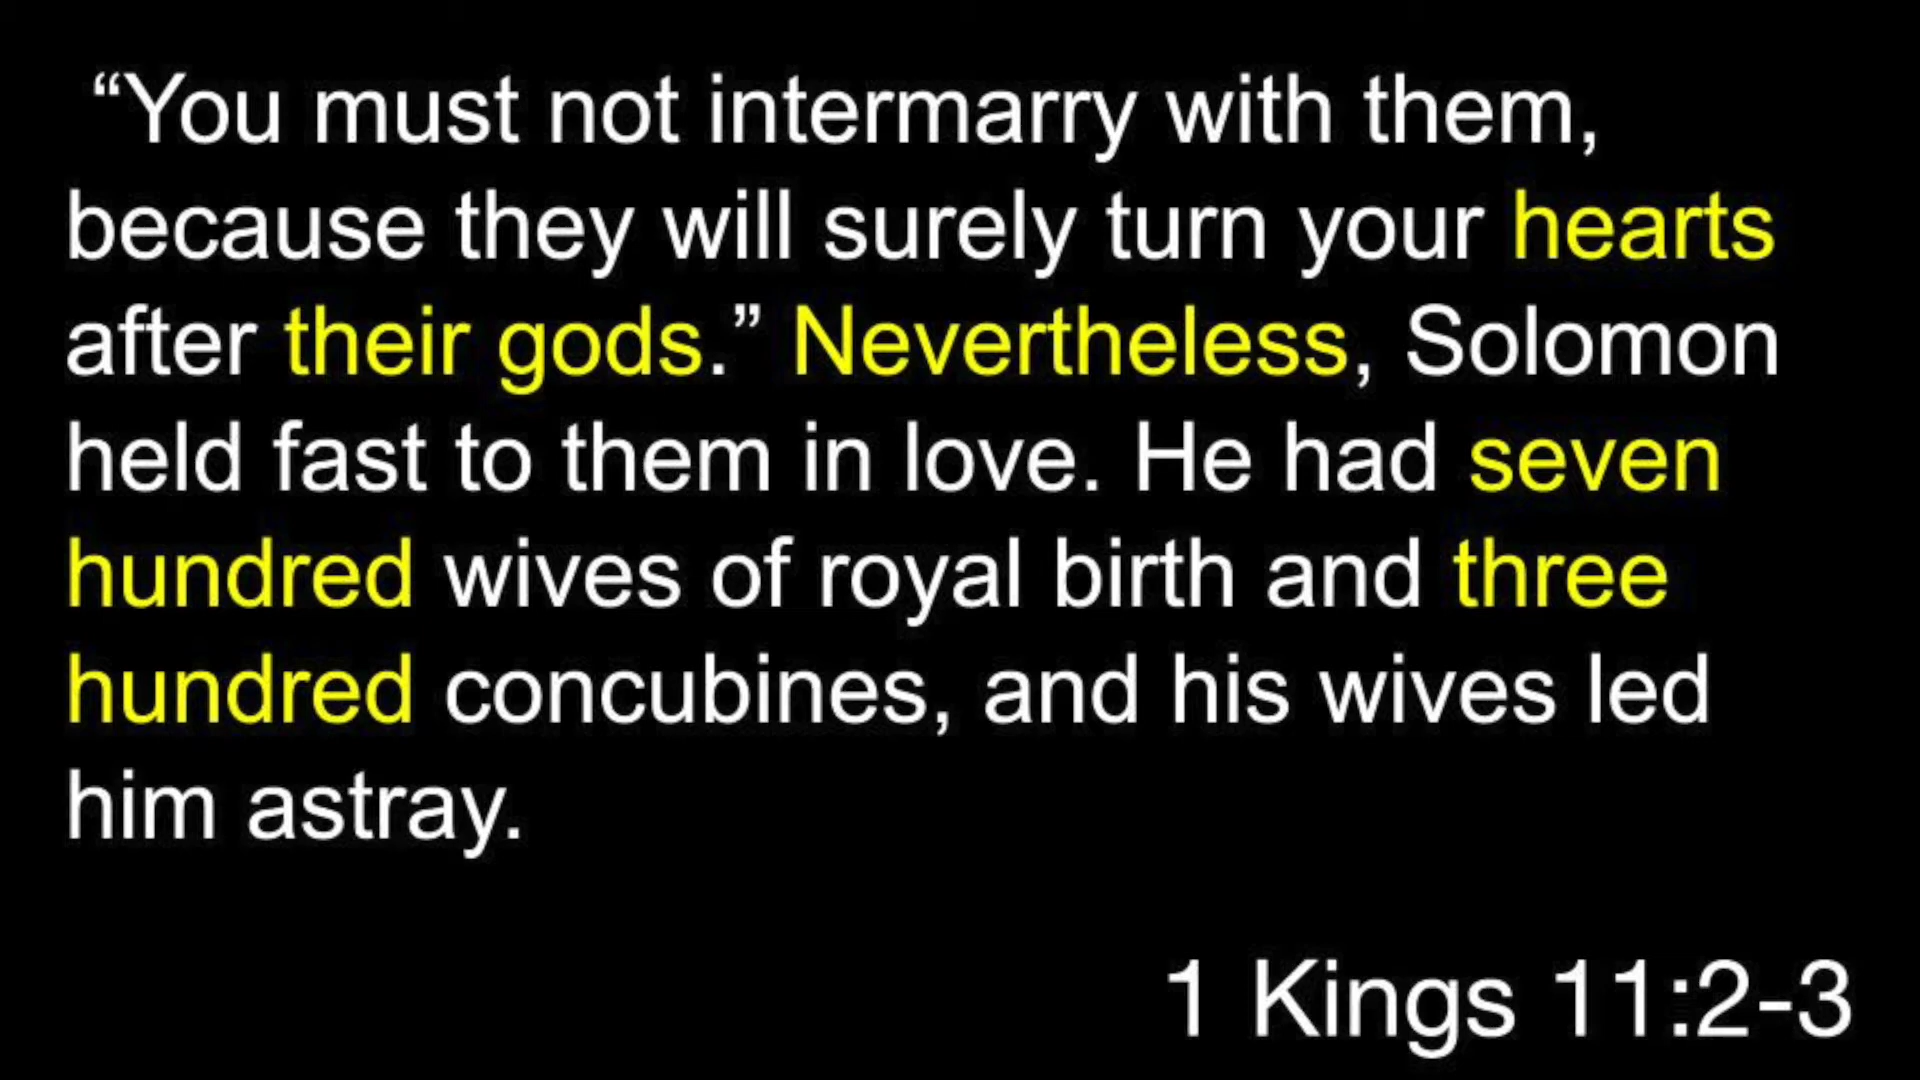 “You must not intermarry with them,
because they will surely turn your hearts
after their gods.” Nevertheless, Solomon
held fast to them in love. He had seven
hundred wives of royal birth and three
hundred concubines, and his wives led
him astray.
1 Kings 11:2-3